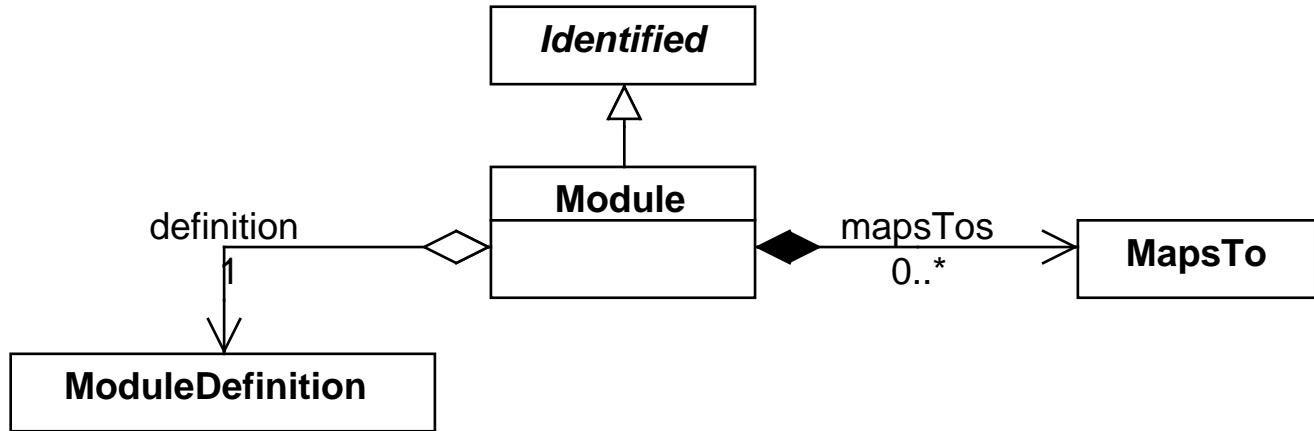 Identified
Module
definition
mapsTos
1
0..*
MapsTo
ModuleDefinition